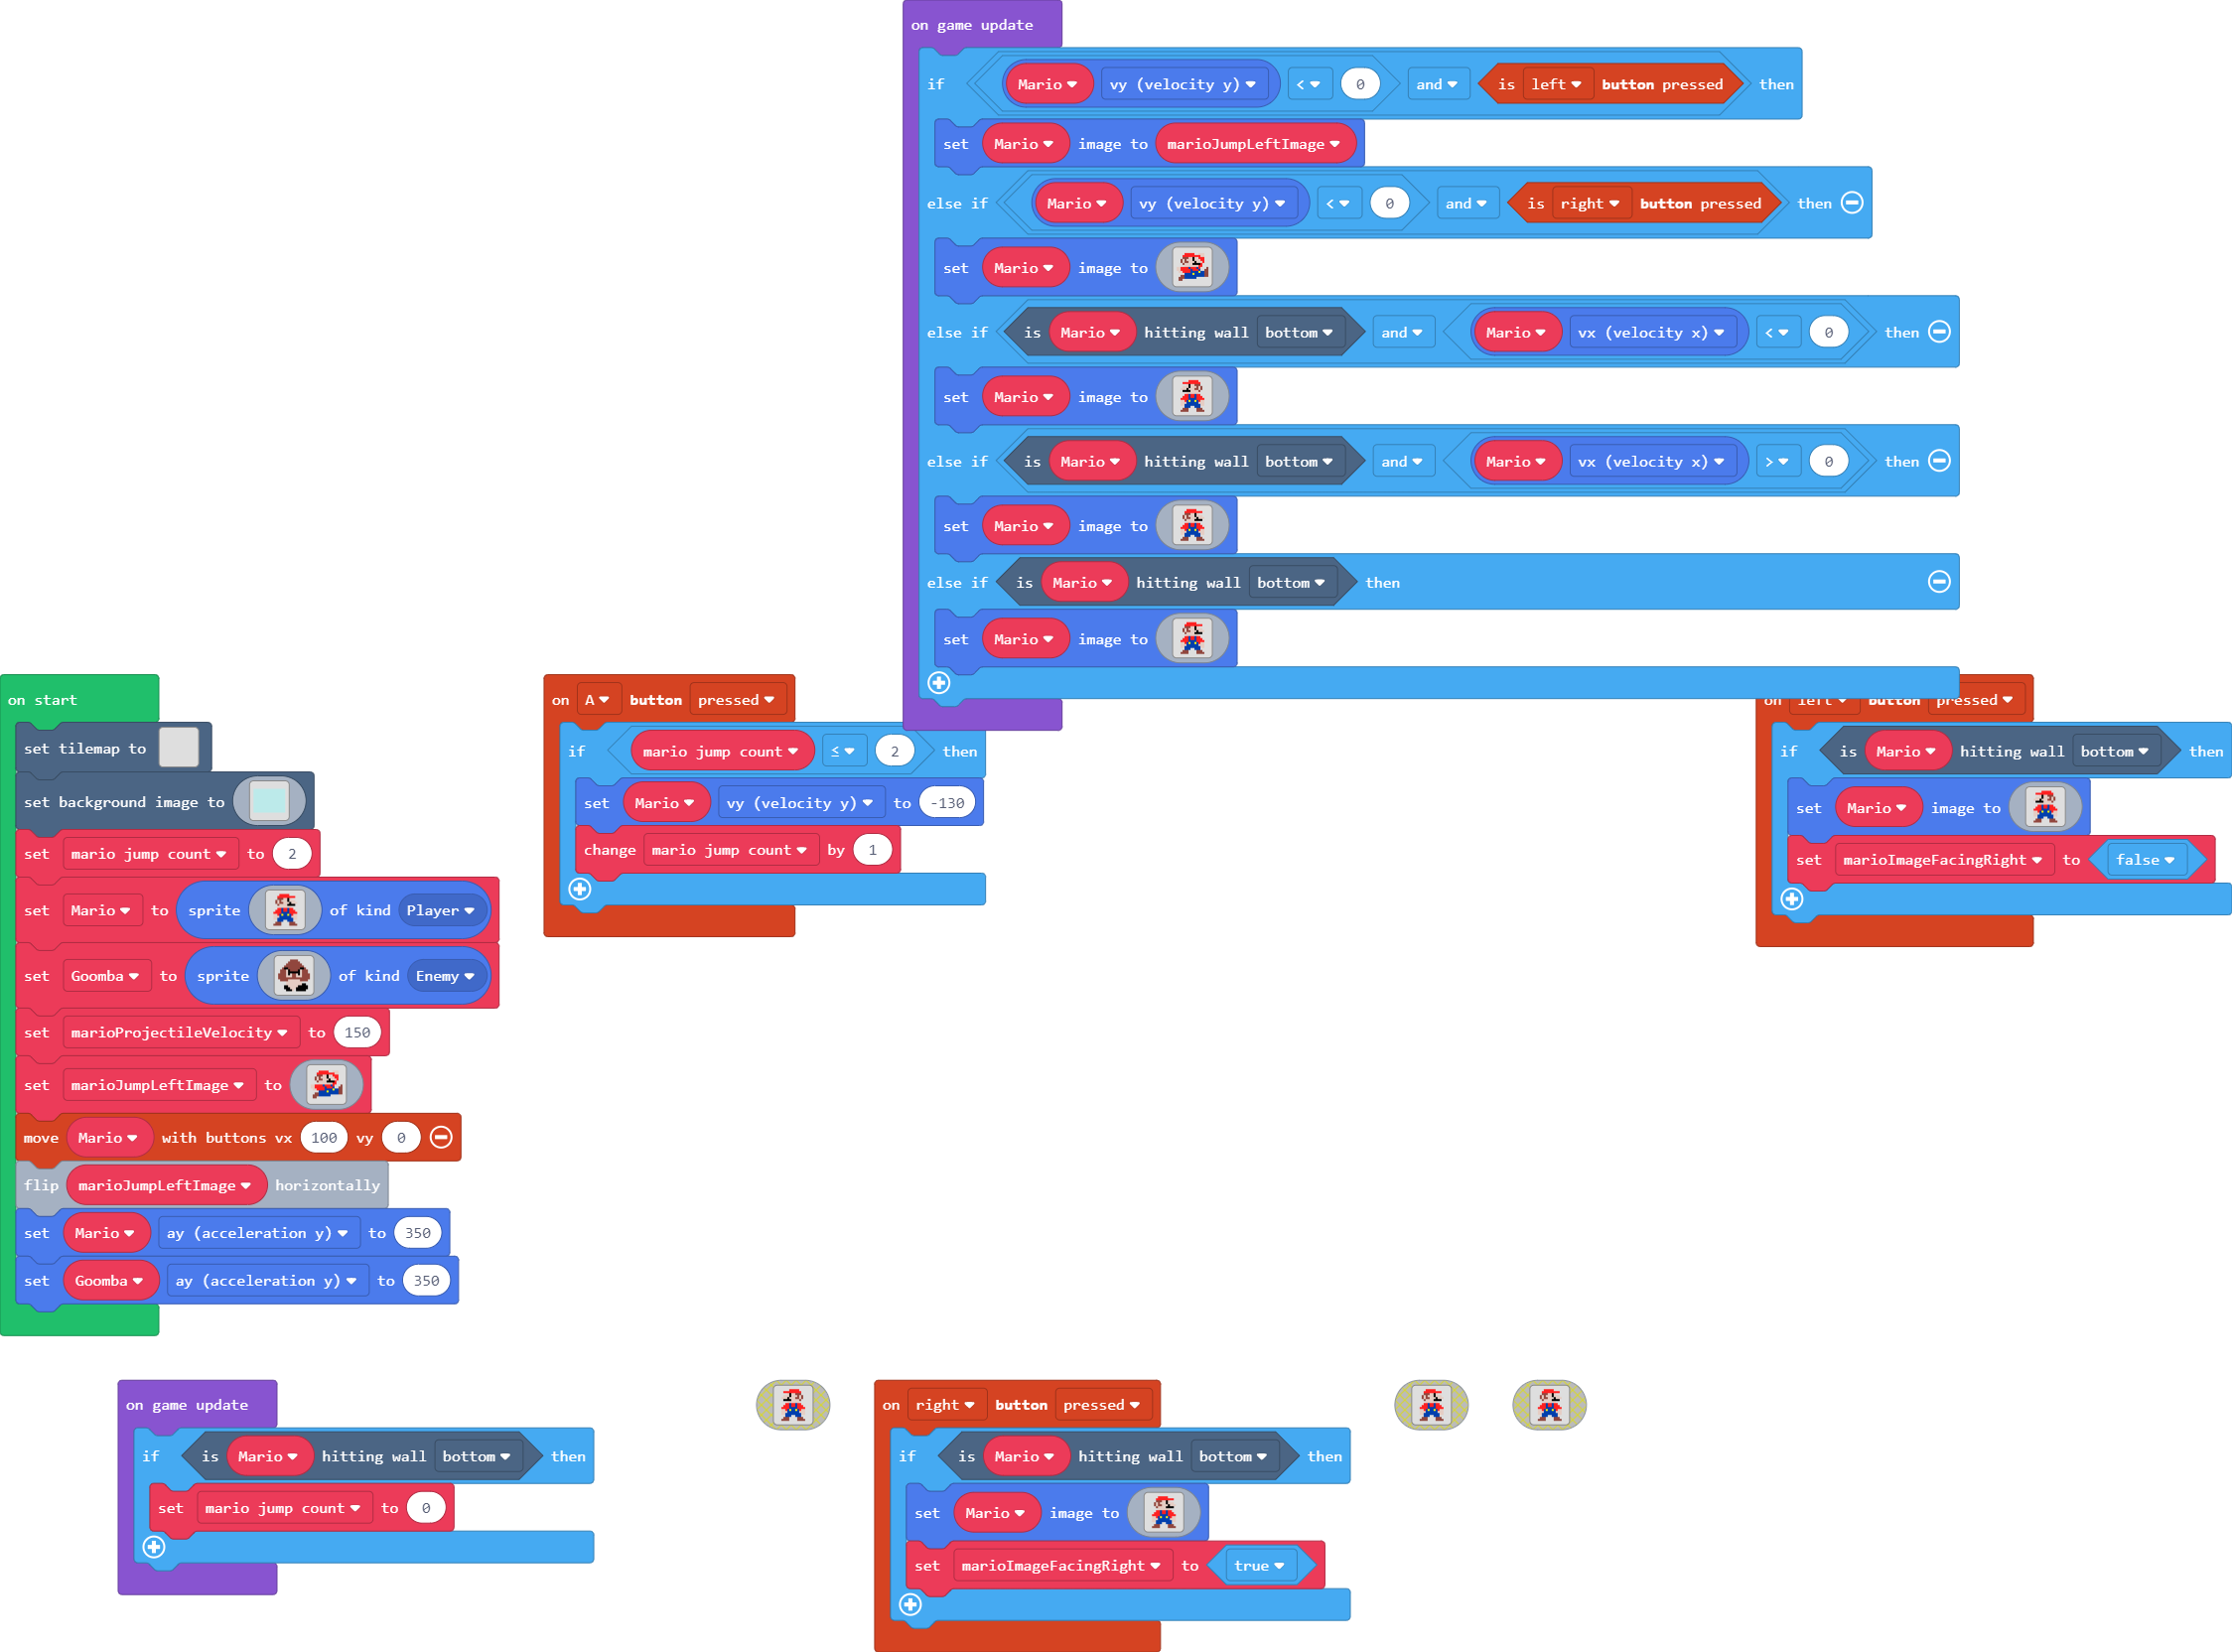 on game update
if Mario vy (velocity y) < 0 and is left button pressed then
set Mario image to marioJumpLeftImage
else if Mario vy (velocity y) < 0 and is right button pressed then
set Mario image to
else if is Mario hitting wall bottom and Mario vx (velocity x) < 0 then
set Mario image to
else if is Mario hitting wall bottom and Mario vx (velocity x) > 0 then
set Mario image to
else if is Mario hitting wall bottom then
set Mario image to
on start
set tilemap to
set background image to
set mario jump count to 2
set Mario to sprite of kind Player
set Goomba to sprite of kind Enemy
set marioProjectileVelocity to 150
set marioJumpLeftImage to
move Mario with buttons vx 100 vy 0
flip marioJumpLeftImage horizontally
set Mario ay (acceleration y) to 350
set Goomba ay (acceleration y) to 350
on A button pressed
if mario jump count ≤ 2 then
set Mario vy (velocity y) to -130
change mario jump count by 1
on left button pressed
if is Mario hitting wall bottom then
set Mario image to
set marioImageFacingRight to false
on game update
if is Mario hitting wall bottom then
set mario jump count to 0
on right button pressed
if is Mario hitting wall bottom then
set Mario image to
set marioImageFacingRight to true